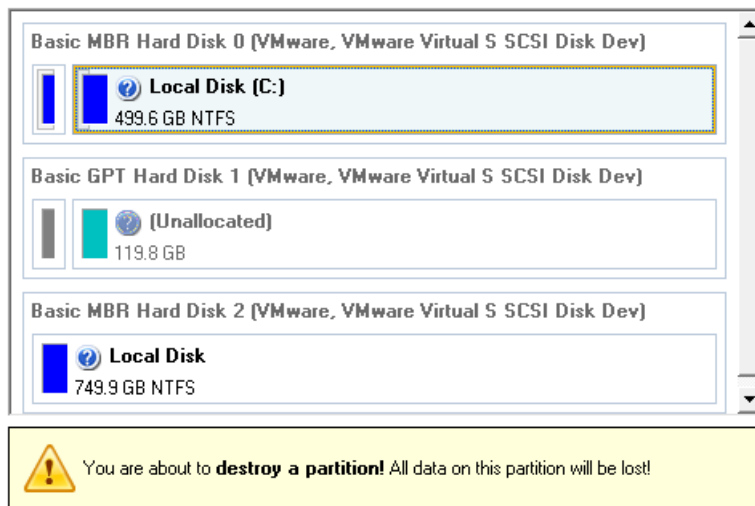 Basic MBR Hard Disk 0 (VMware, VMware Virtual S SCSI Disk Dev)
Local Disk (C:)
499.6 GB NTFS
Basic GPT Hard Disk 1 (VMware, VMware Virtual S SCSI Disk Dev)
(Unallocated)
119.8 GB
Basic MBR Hard Disk 2 (VMware, VMware Virtual S SCSI Disk Dev)
Local Disk
749.9 GB NTFS
You are about to destroy a partition! All data on this partition will be lost!